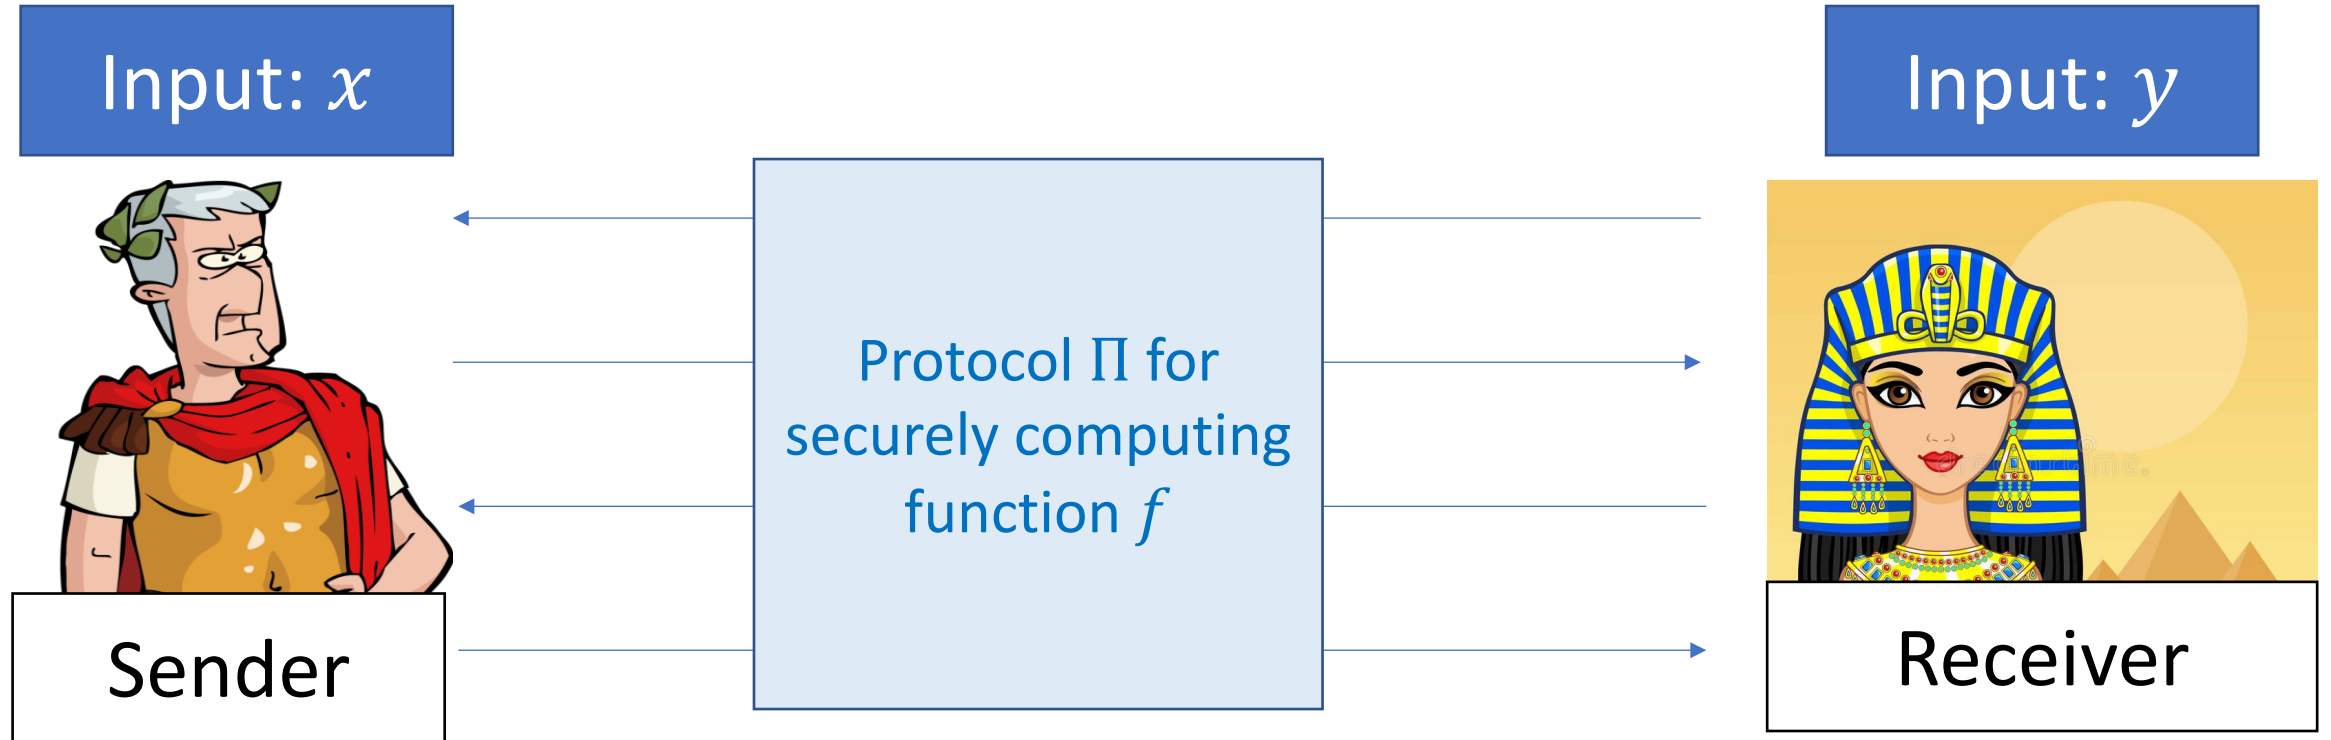 Input: x
Input: y
Protocol Π for
securely computing
function f
Sender
Receiver